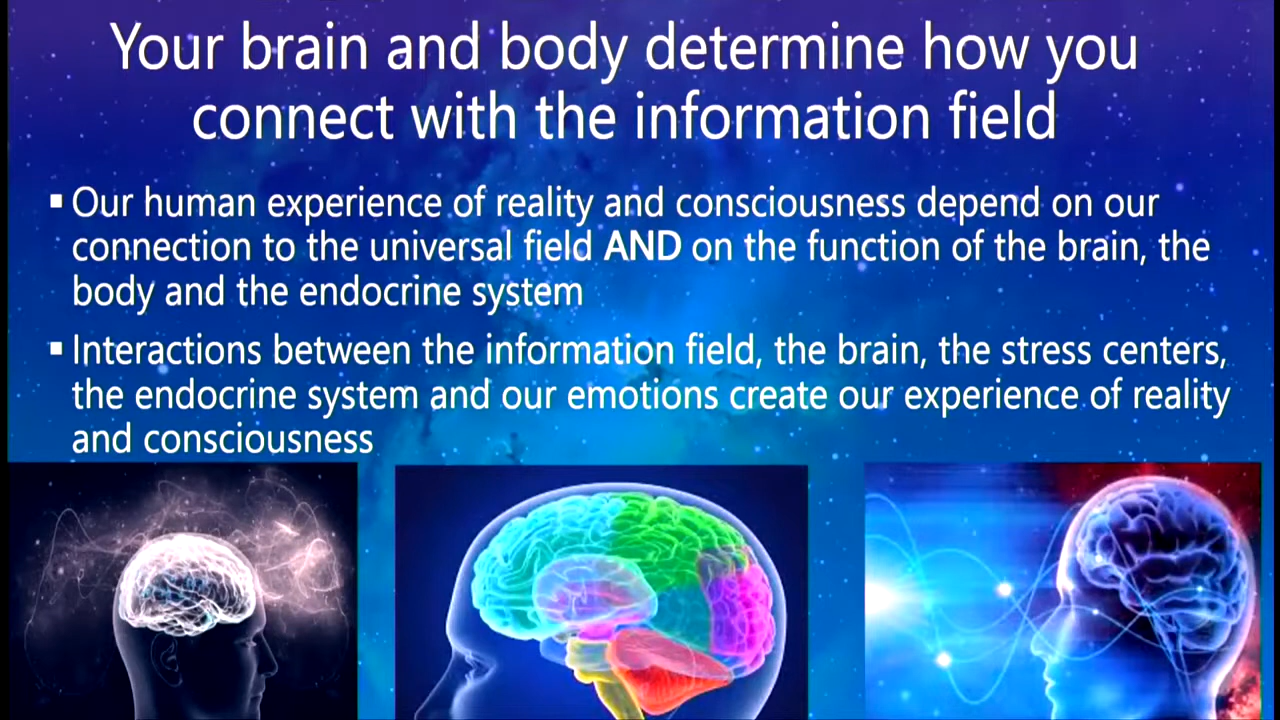 Your brain and body determine how you
connect with the information field
▪ Our human experience of reality and consciousness depend on our
connection to the universal field AND on the function of the brain, the
body and the endocrine system
▪ Interactions between the information field, the brain, the stress centers,
the endocrine system and our emotions create our experience of reality
and consciousness